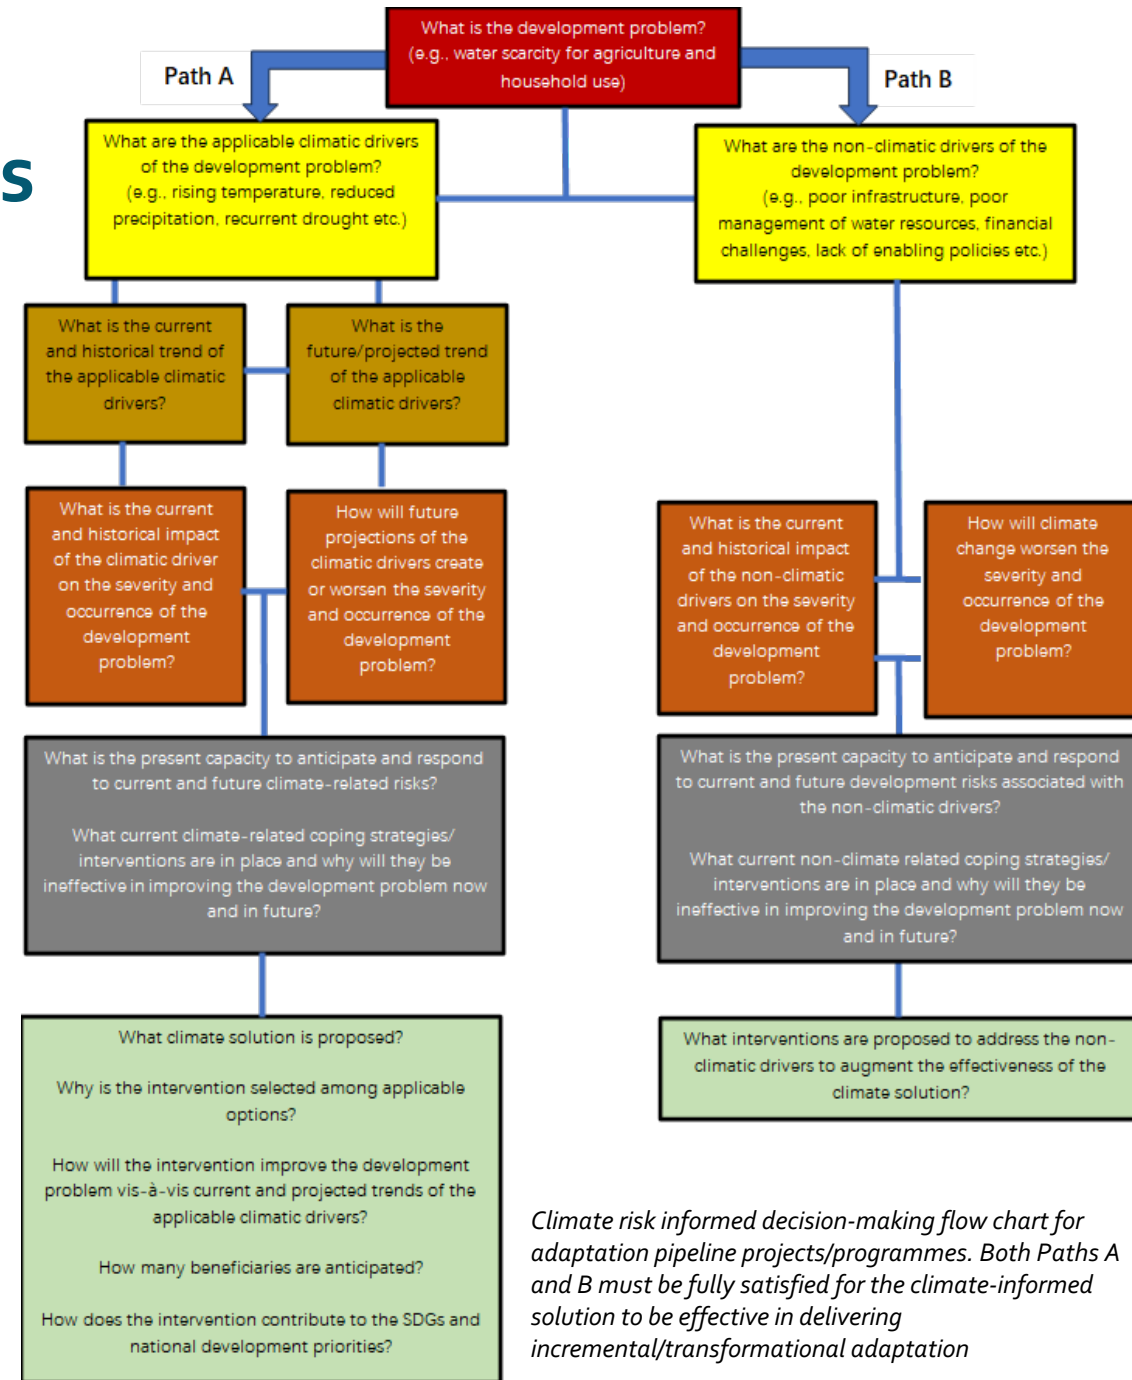 What is the development problem?
(e.g., water scarcity for agriculture and
household use)
Path A
Path B
s
What are the applicable climatic drivers
of the development problem?
(e.g., rising temperature, reduced
precipitation, recurrent drought etc.)
What are the non-climatic drivers of the
development problem?
(e.g., poor infrastructure, poor
management of water resources, financial
challenges, lack of enabling policies etc.)
What is the current
and historical trend of
the applicable climatic
drivers?
What is the
future/projected trend
of the applicable
climatic drivers?
What is the current
and historical impact
of the climatic driver
on the severity and
occurrence of the
development
problem?
How will future
projections of the
climatic drivers create
or worsen the severity
and occurrence of the
development
problem?
What is the current
and historical impact
of the non-climatic
drivers on the severity
and occurrence of the
development
problem?
How will climate
change worsen the
severity and
occurrence of the
development
problem?
What is the present capacity to anticipate and respond
to current and future climate-related risks?
What current climate-related coping strategies/
interventions are in place and why will they be
ineffective in improving the development problem now
and in future?
What is the present capacity to anticipate and respond
to current and future development risks associated with
the non-climatic drivers?
What current non-climate related coping strategies/
interventions are in place and why will they be
ineffective in improving the development problem now
and in future?
What climate solution is proposed?
Why is the intervention selected among applicable
options?
How will the intervention improve the development
problem vis-à-vis current and projected trends of the
applicable climatic drivers?
How many beneficiaries are anticipated?
How does the intervention contribute to the SDGs and
national development priorities?
What interventions are proposed to address the non-
climatic drivers to augment the effectiveness of the
climate solution?
Climate risk informed decision-making flow chart for
adaptation pipeline projects/programmes. Both Paths A
and B must be fully satisfied for the climate-informed
solution to be effective in delivering
incremental/transformational adaptation